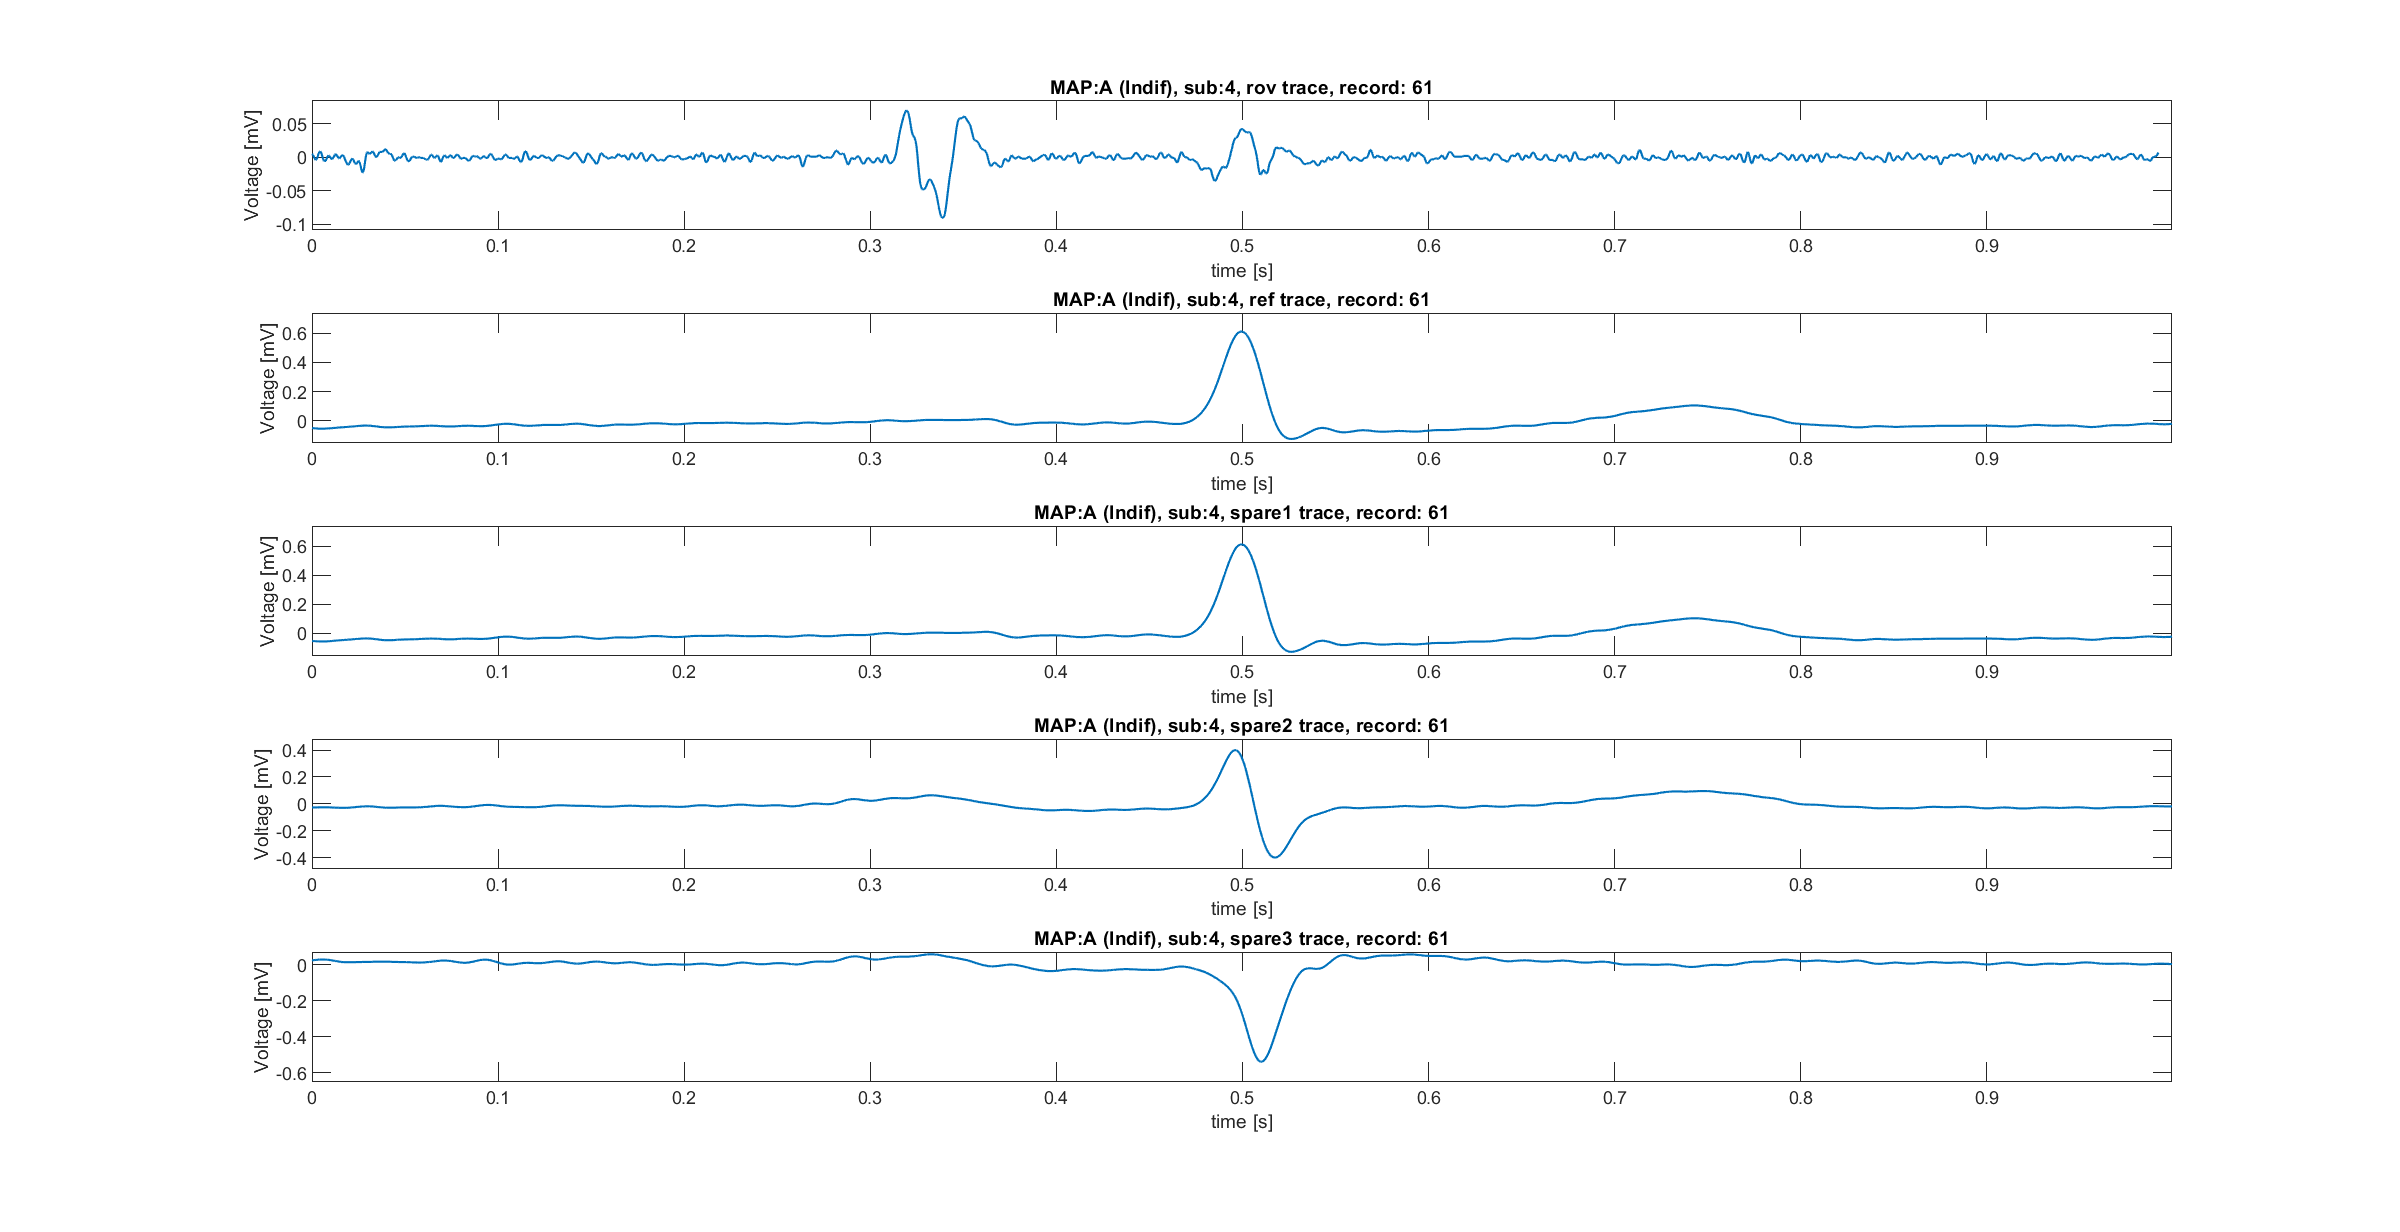 MAP:A (Indif), sub:4, rov trace, record: 61
Voltage [mV]
0.05
0
-0.05
-0.1
0 0.1 0.2 0.3 0.4 0.5 0.6 0.7 0.8 0.9
time [s]
MAP:A (Indif), sub:4, ref trace, record: 61
Voltage [mV]
0.6
0.4
0.2
0
0 0.1 0.2 0.3 0.4 0.5 0.6 0.7 0.8 0.9
time [s]
MAP:A (Indif), sub:4, spare1 trace, record: 61
Voltage [mV]
0.6
0.4
0.2
0
0 0.1 0.2 0.3 0.4 0.5 0.6 0.7 0.8 0.9
time [s]
MAP:A (Indif), sub:4, spare2 trace, record: 61
Voltage [mV]
0.4
0.2
0
-0.2
-0.4
0 0.1 0.2 0.3 0.4 0.5 0.6 0.7 0.8 0.9
time [s]
MAP:A (Indif), sub:4, spare3 trace, record: 61
Voltage [mV]
0
-0.2
-0.4
-0.6
0 0.1 0.2 0.3 0.4 0.5 0.6 0.7 0.8 0.9
time [s]